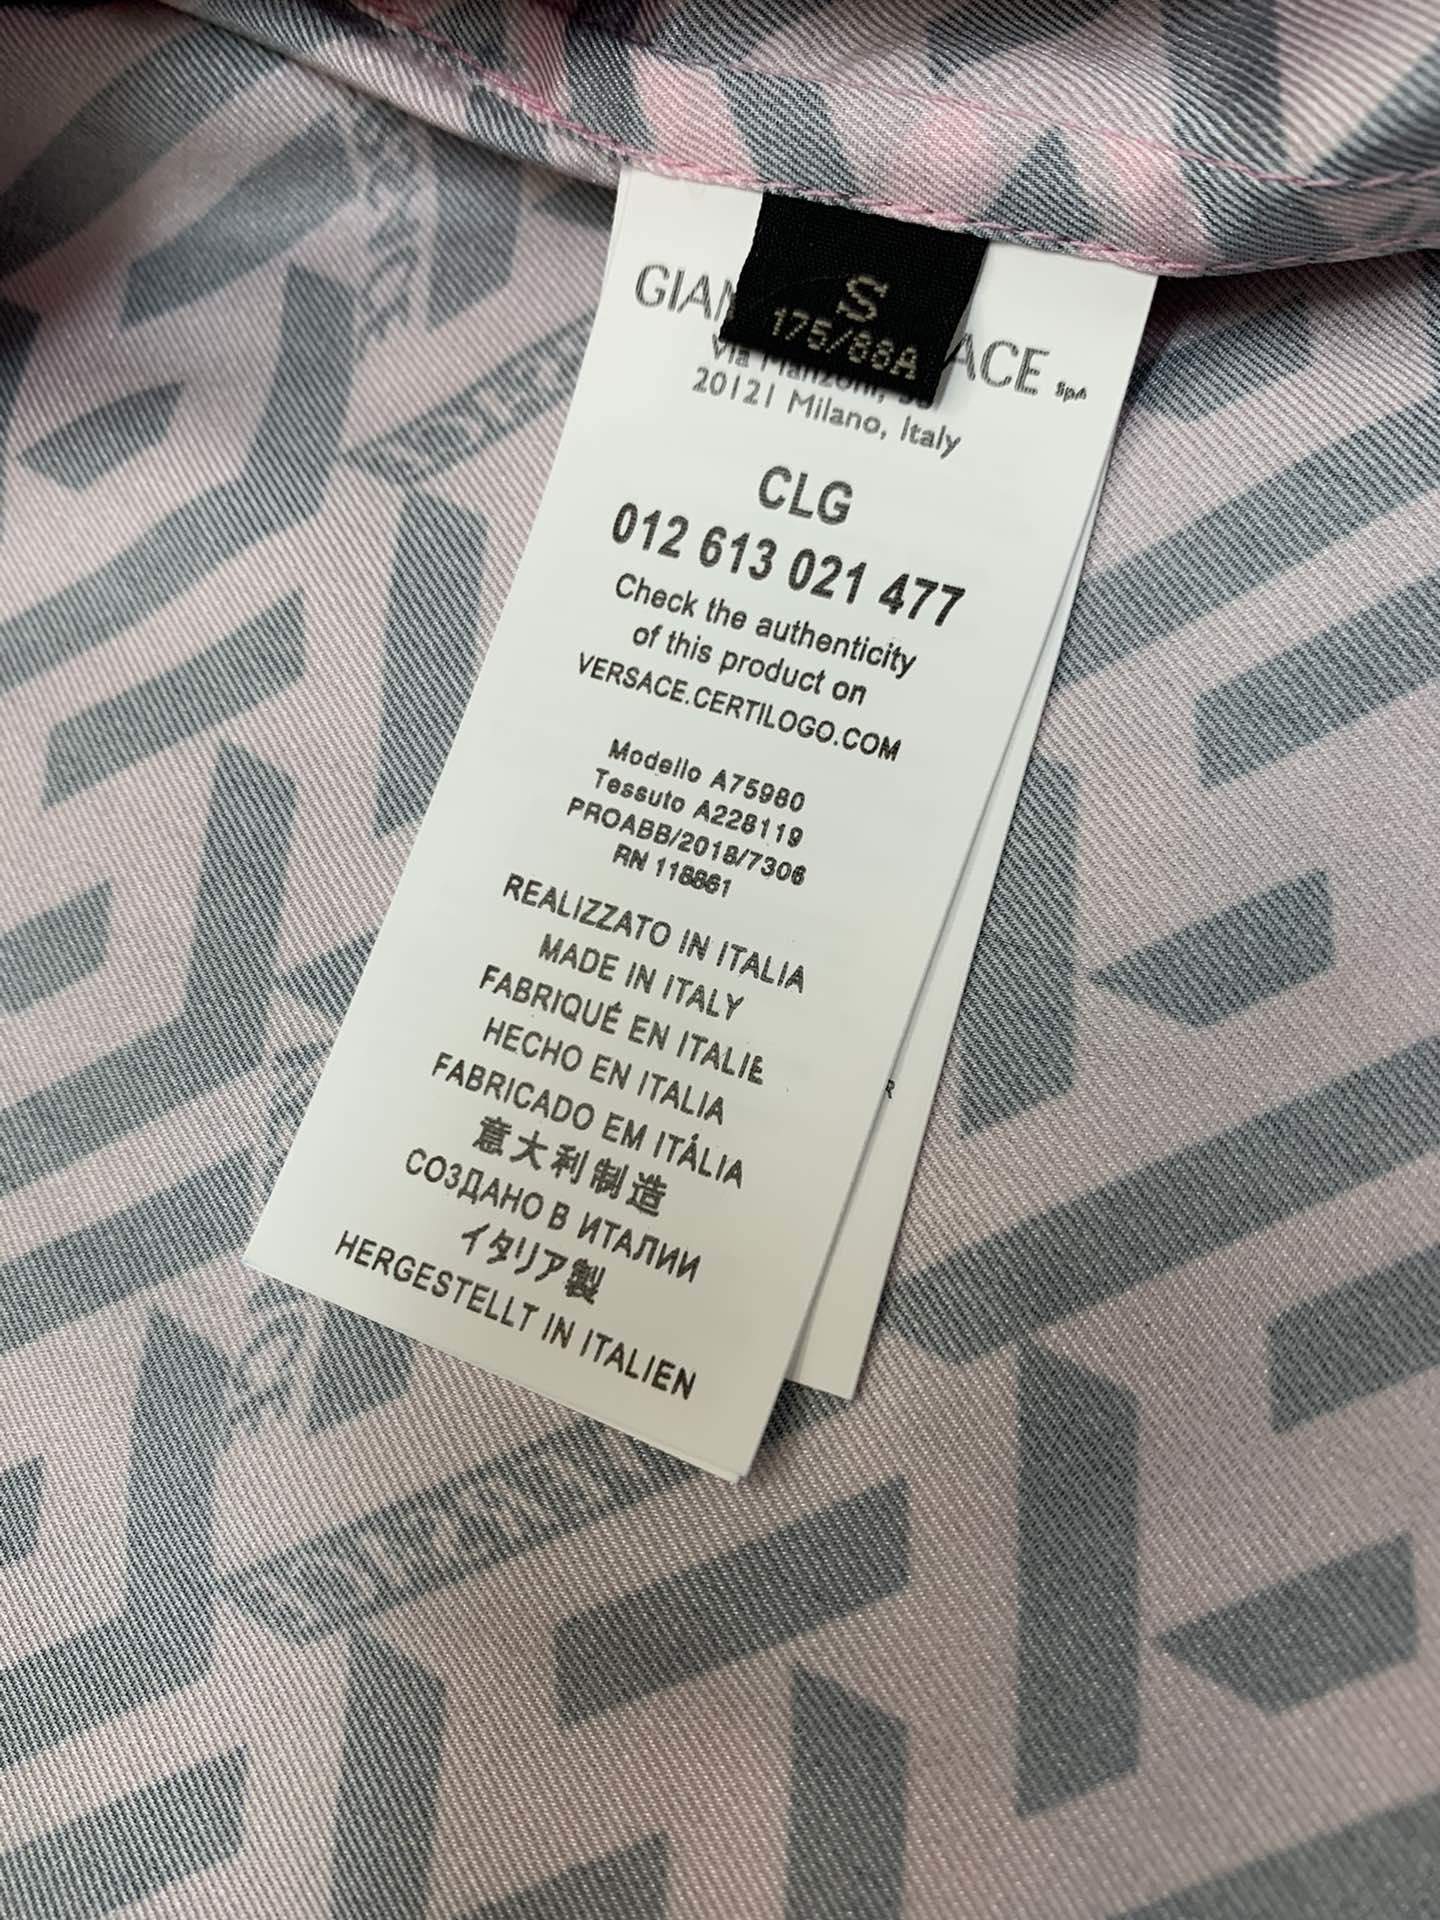 S
175/88A
20121 Milano, Italy
CLG
012 613 021 477
Check the authenticity
of this product on
VERSACE.CERTILOGO.COM
Modello A75980
Tessuto A228119
PROABB/2018/7306
RN 118861
REALIZZATO IN ITALIA
MADE IN ITALY
FABRIQUÉ EN ITALIE
HECHO EN ITALIA
FABRICADO EM ITÁLIA
意大利制造
СОЗДАНО В ИТАЛИИ
イタリア製
HERGESTELLT IN ITALIEN